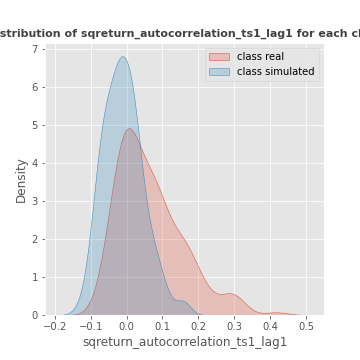 stribution of sqreturn_autocorrelation_ts1_lag1 for each cl
class real
class simulated
Density
7
6
5
4
3
2
1
0
−0.2 −0.1 0.0 0.1 0.2 0.3 0.4 0.5
sqreturn_autocorrelation_ts1_lag1